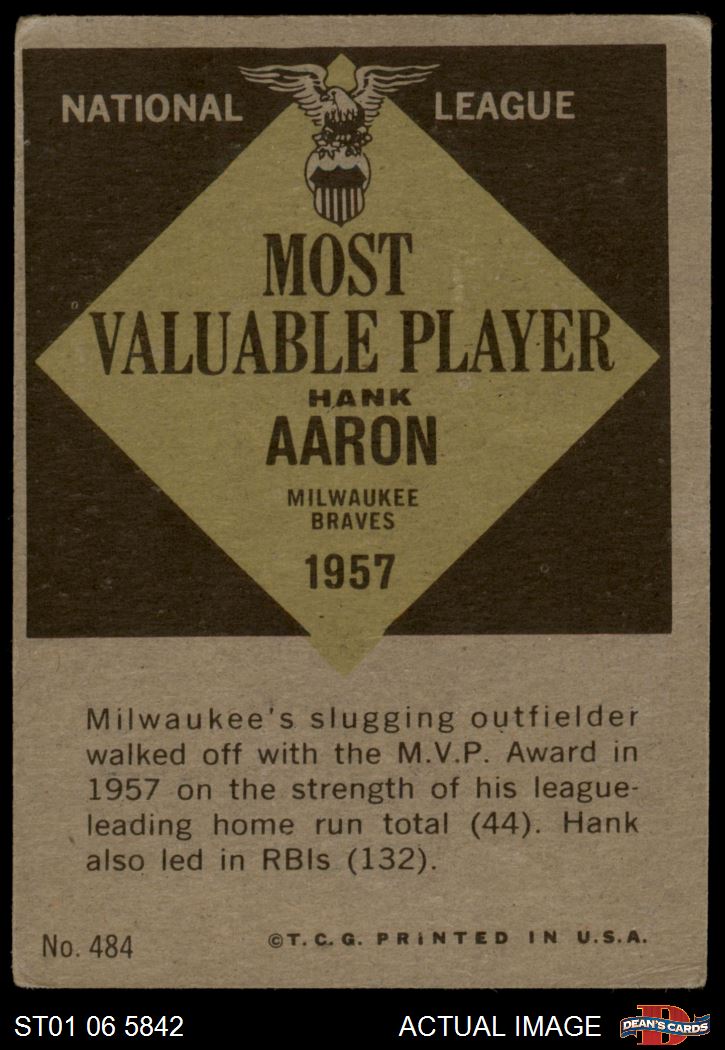 NATIONAL LEAGUE
MOST
VALUABLE PLAYER
HANK
AARON
MILWAUKEE
BRAVES
1957
Milwaukee's slugging outfielder
walked off with the M.V.P. Award in
1957 on the strength of his league-
leading home run total (44). Hank
also led in RBIs (132).
No. 484 ©T.C.G. PRINTED IN U.S.A.
ST01 06 5842 ACTUAL IMAGE D DEAN'S CARDS